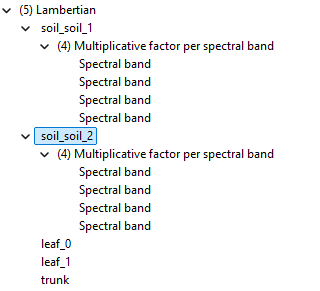 (5) Lambertian
soil_soil_1
(4) Multiplicative factor per spectral band
Spectral band
Spectral band
Spectral band
Spectral band
soil_soil_2
(4) Multiplicative factor per spectral band
Spectral band
Spectral band
Spectral band
Spectral band
leaf_0
leaf_1
trunk